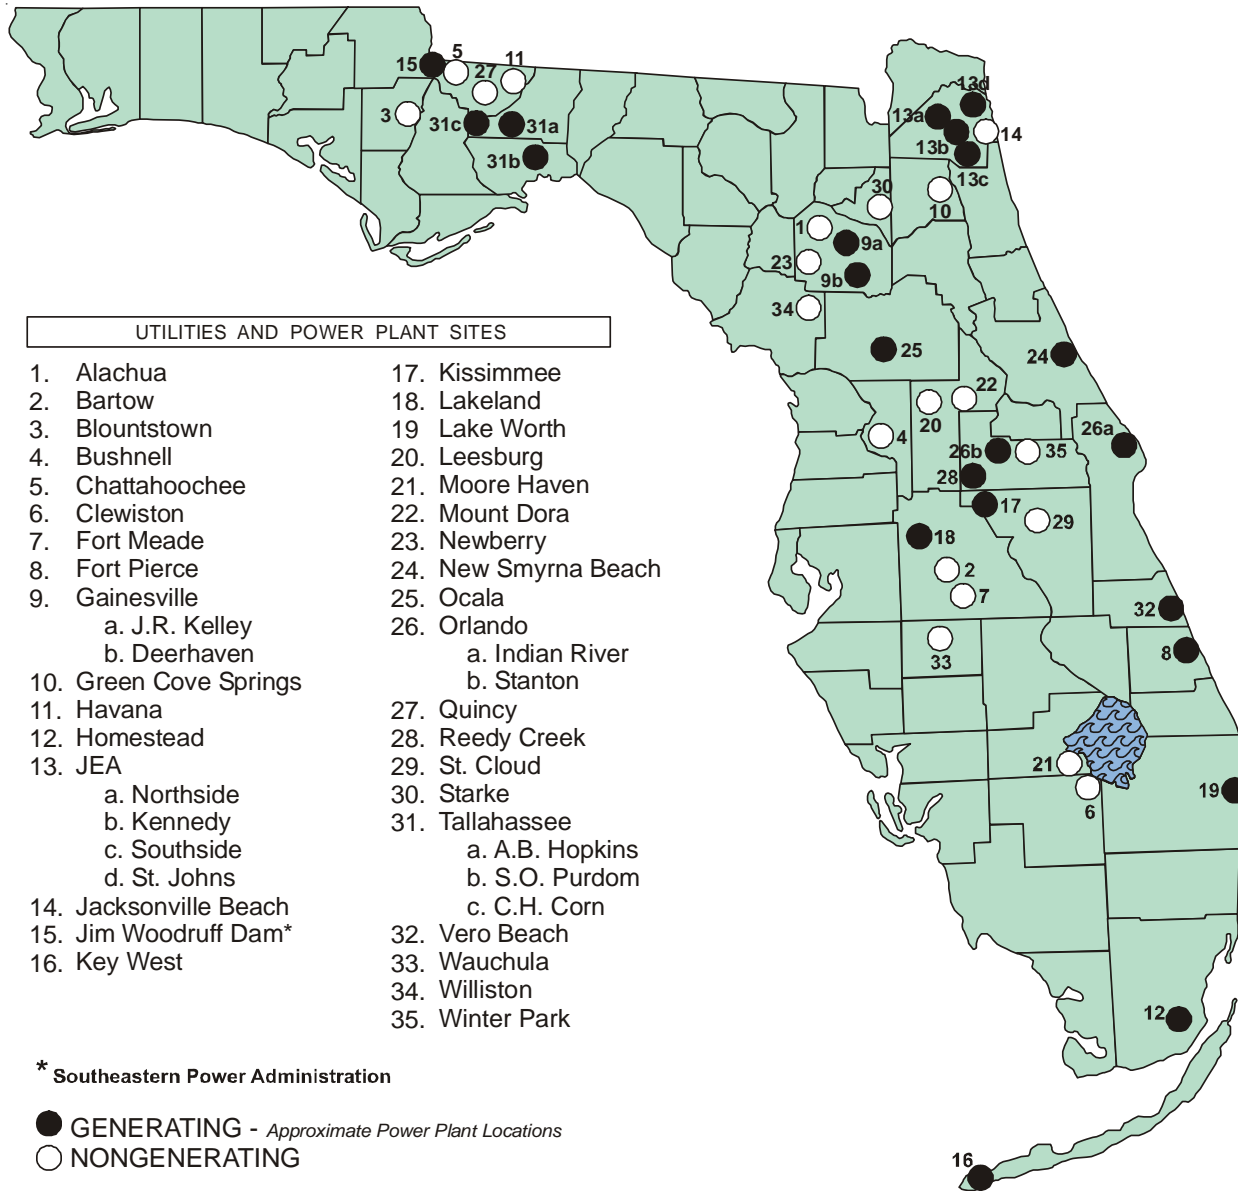 15
5
27
11
3
31c
31a
31b
13d
13a
13b
14
13c
30
10
1
9a
23
9b
34
25
24
22
20
4
26a
26b
35
28
17
29
18
2
7
32
33
8
21
6
19
12
16
UTILITIES AND POWER PLANT SITES
1. Alachua
2. Bartow
3. Blountstown
4. Bushnell
5. Chattahoochee
6. Clewiston
7. Fort Meade
8. Fort Pierce
9. Gainesville
a. J.R. Kelley
b. Deerhaven
10. Green Cove Springs
11. Havana
12. Homestead
13. JEA
a. Northside
b. Kennedy
c. Southside
d. St. Johns
14. Jacksonville Beach
15. Jim Woodruff Dam*
16. Key West
17. Kissimmee
18. Lakeland
19 Lake Worth
20. Leesburg
21. Moore Haven
22. Mount Dora
23. Newberry
24. New Smyrna Beach
25. Ocala
26. Orlando
a. Indian River
b. Stanton
27. Quincy
28. Reedy Creek
29. St. Cloud
30. Starke
31. Tallahassee
a. A.B. Hopkins
b. S.O. Purdom
c. C.H. Corn
32. Vero Beach
33. Wauchula
34. Williston
35. Winter Park
* Southeastern Power Administration
GENERATING - Approximate Power Plant Locations
NONGENERATING